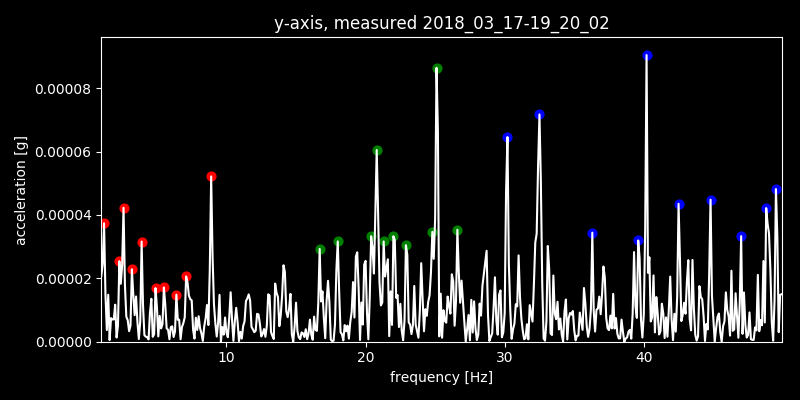 y-axis, measured 2018_03_17-19_20_02
acceleration [g]
0.00008
0.00006
0.00004
0.00002
0.00000
10 20 30 40
frequency [Hz]